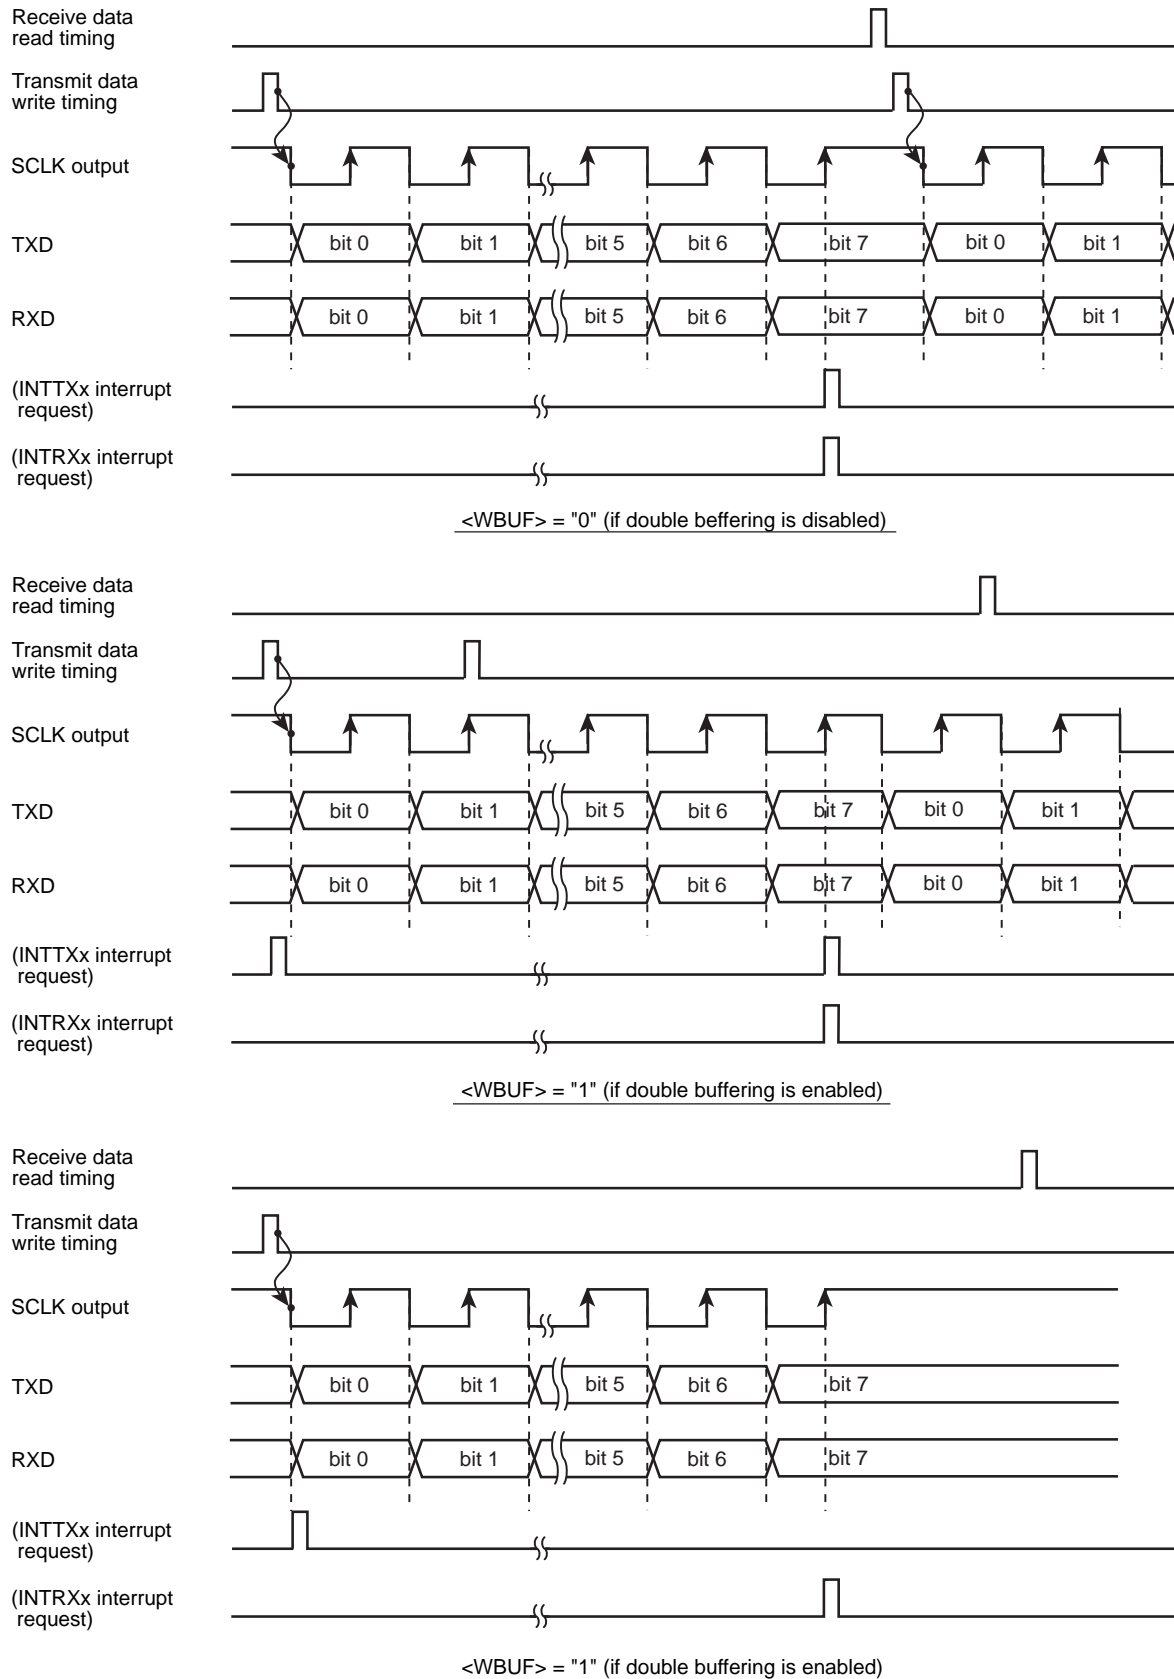 Receive data
read timing
Transmit data
write timing
SCLK output
TXD
bit 0 bit 1 bit 5 bit 6 bit 7 bit 0 bit 1
RXD
bit 0 bit 1 bit 5 bit 6 bit 7 bit 0 bit 1
(INTTXx interrupt
request)
(INTRXx interrupt
request)
<WBUF> = "0" (if double beffering is disabled)
Receive data
read timing
Transmit data
write timing
SCLK output
TXD
bit 0 bit 1 bit 5 bit 6 bit 7 bit 0 bit 1
RXD
bit 0 bit 1 bit 5 bit 6 bit 7 bit 0 bit 1
(INTTXx interrupt
request)
(INTRXx interrupt
request)
<WBUF> = "1" (if double buffering is enabled)
Receive data
read timing
Transmit data
write timing
SCLK output
TXD
bit 0 bit 1 bit 5 bit 6 bit 7
RXD
bit 0 bit 1 bit 5 bit 6 bit 7
(INTTXx interrupt
request)
(INTRXx interrupt
request)
<WBUF> = "1" (if double buffering is enabled)